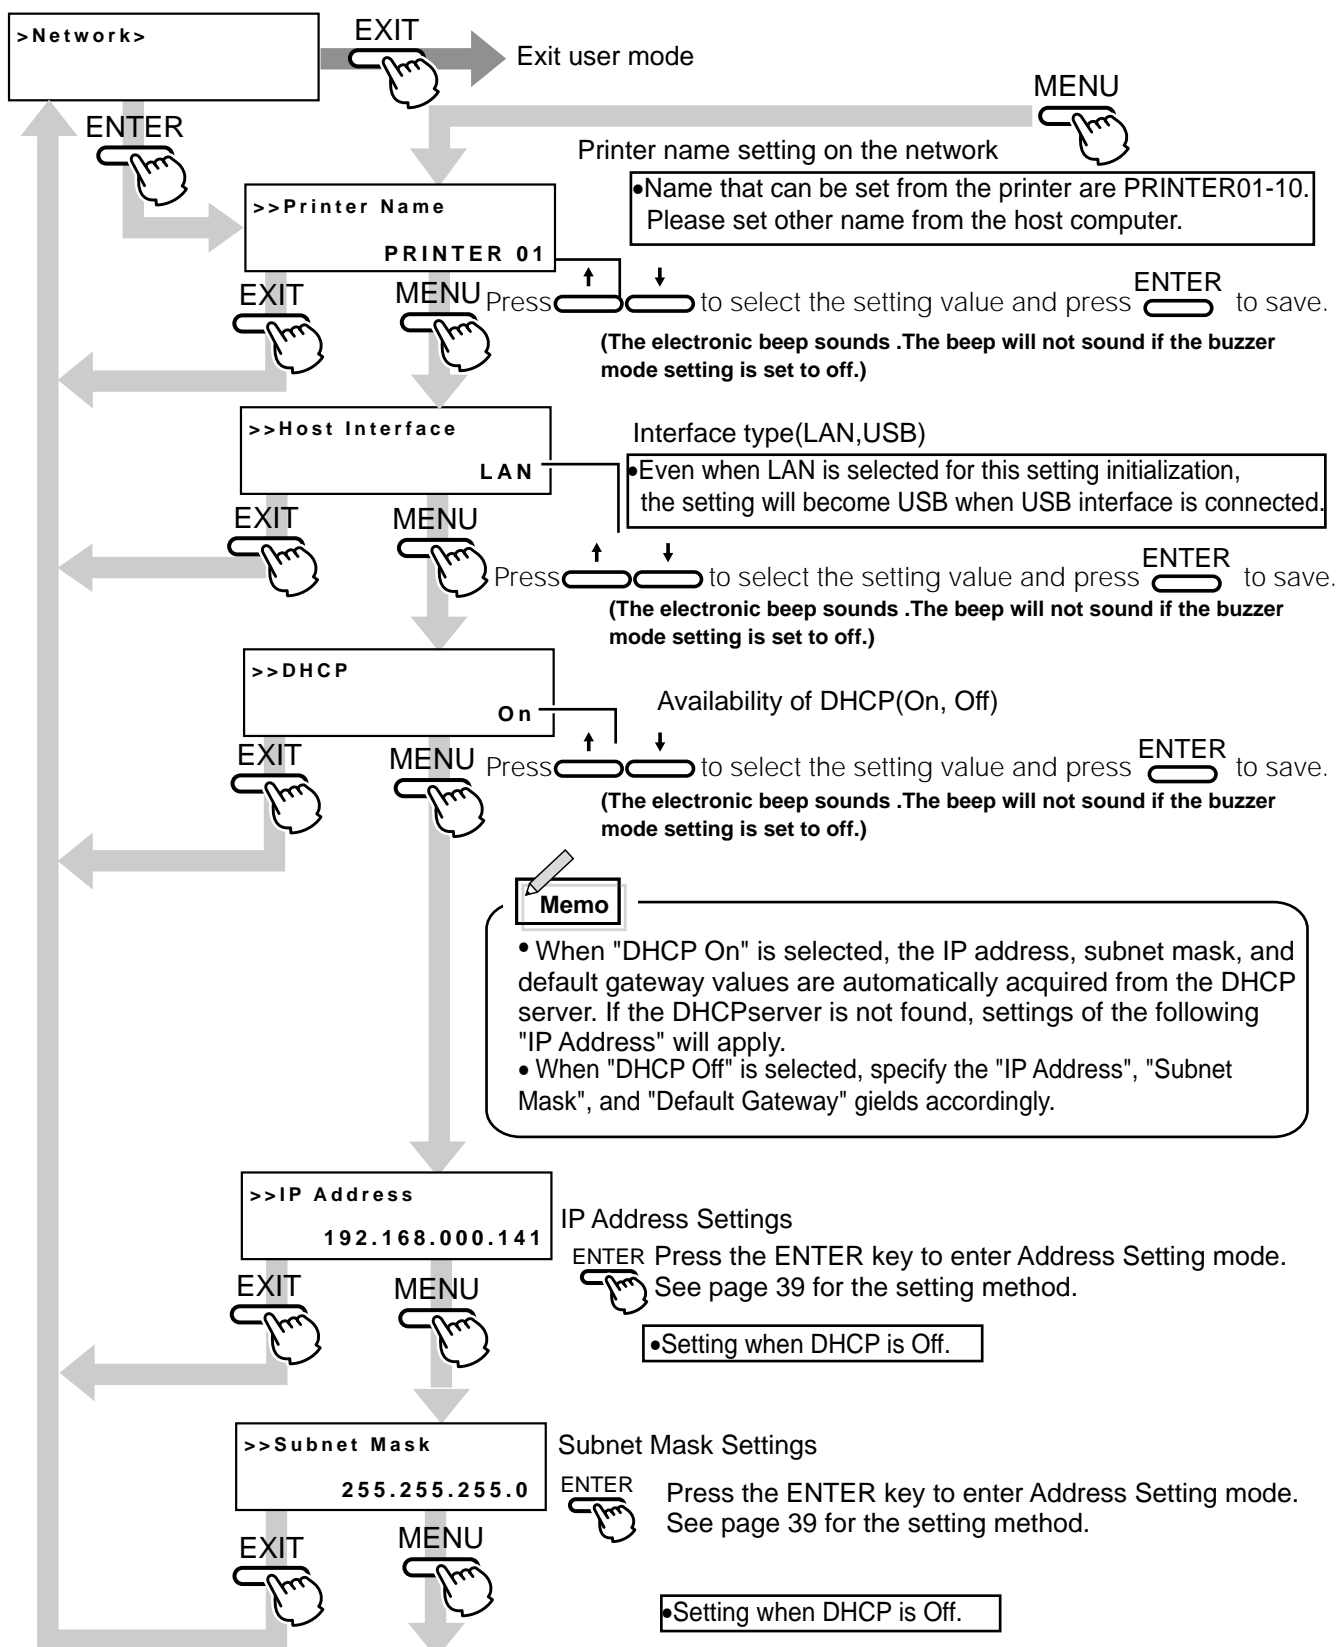 >Network>
EXIT
Exit user mode
MENU
ENTER
Printer name setting on the network
•Name that can be set from the printer are PRINTER01-10.
Please set other name from the host computer.
>>Printer Name
PRINTER 01
EXIT
MENU
Press ↑ ↓ to select the setting value and press ENTER to save.
(The electronic beep sounds .The beep will not sound if the buzzer
mode setting is set to off.)
>>Host Interface
LAN
Interface type(LAN,USB)
•Even when LAN is selected for this setting initialization,
the setting will become USB when USB interface is connected.
EXIT
MENU
Press ↑ ↓ to select the setting value and press ENTER to save.
(The electronic beep sounds .The beep will not sound if the buzzer
mode setting is set to off.)
>>DHCP
On
Availability of DHCP(On, Off)
EXIT
MENU
Press ↑ ↓ to select the setting value and press ENTER to save.
(The electronic beep sounds .The beep will not sound if the buzzer
mode setting is set to off.)
Memo
• When "DHCP On" is selected, the IP address, subnet mask, and
default gateway values are automatically acquired from the DHCP
server. If the DHCPserver is not found, settings of the following
"IP Address" will apply.
• When "DHCP Off" is selected, specify the "IP Address", "Subnet
Mask", and "Default Gateway" gields accordingly.
>>IP Address
192.168.000.141
IP Address Settings
ENTER Press the ENTER key to enter Address Setting mode.
See page 39 for the setting method.
EXIT
MENU
•Setting when DHCP is Off.
>>Subnet Mask
255.255.255.0
Subnet Mask Settings
ENTER Press the ENTER key to enter Address Setting mode.
See page 39 for the setting method.
EXIT
MENU
•Setting when DHCP is Off.